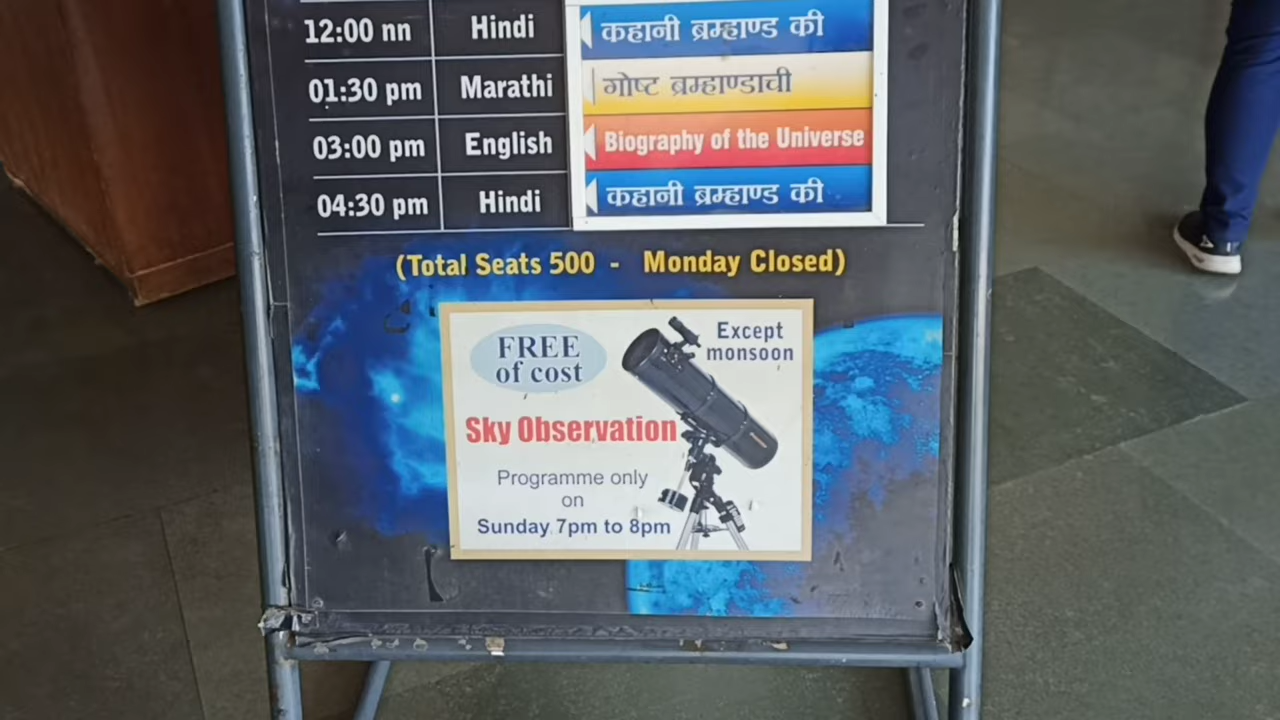 12:00 nn Hindi कहानी ब्रम्हाण्ड की
01:30 pm Marathi गोष्ट ब्रम्हाण्डाची
03:00 pm English Biography of the Universe
04:30 pm Hindi कहानी ब्रम्हाण्ड की
(Total Seats 500 - Monday Closed)
FREE
of cost
Except
monsoon
Sky Observation
Programme only
on
Sunday 7pm to 8pm